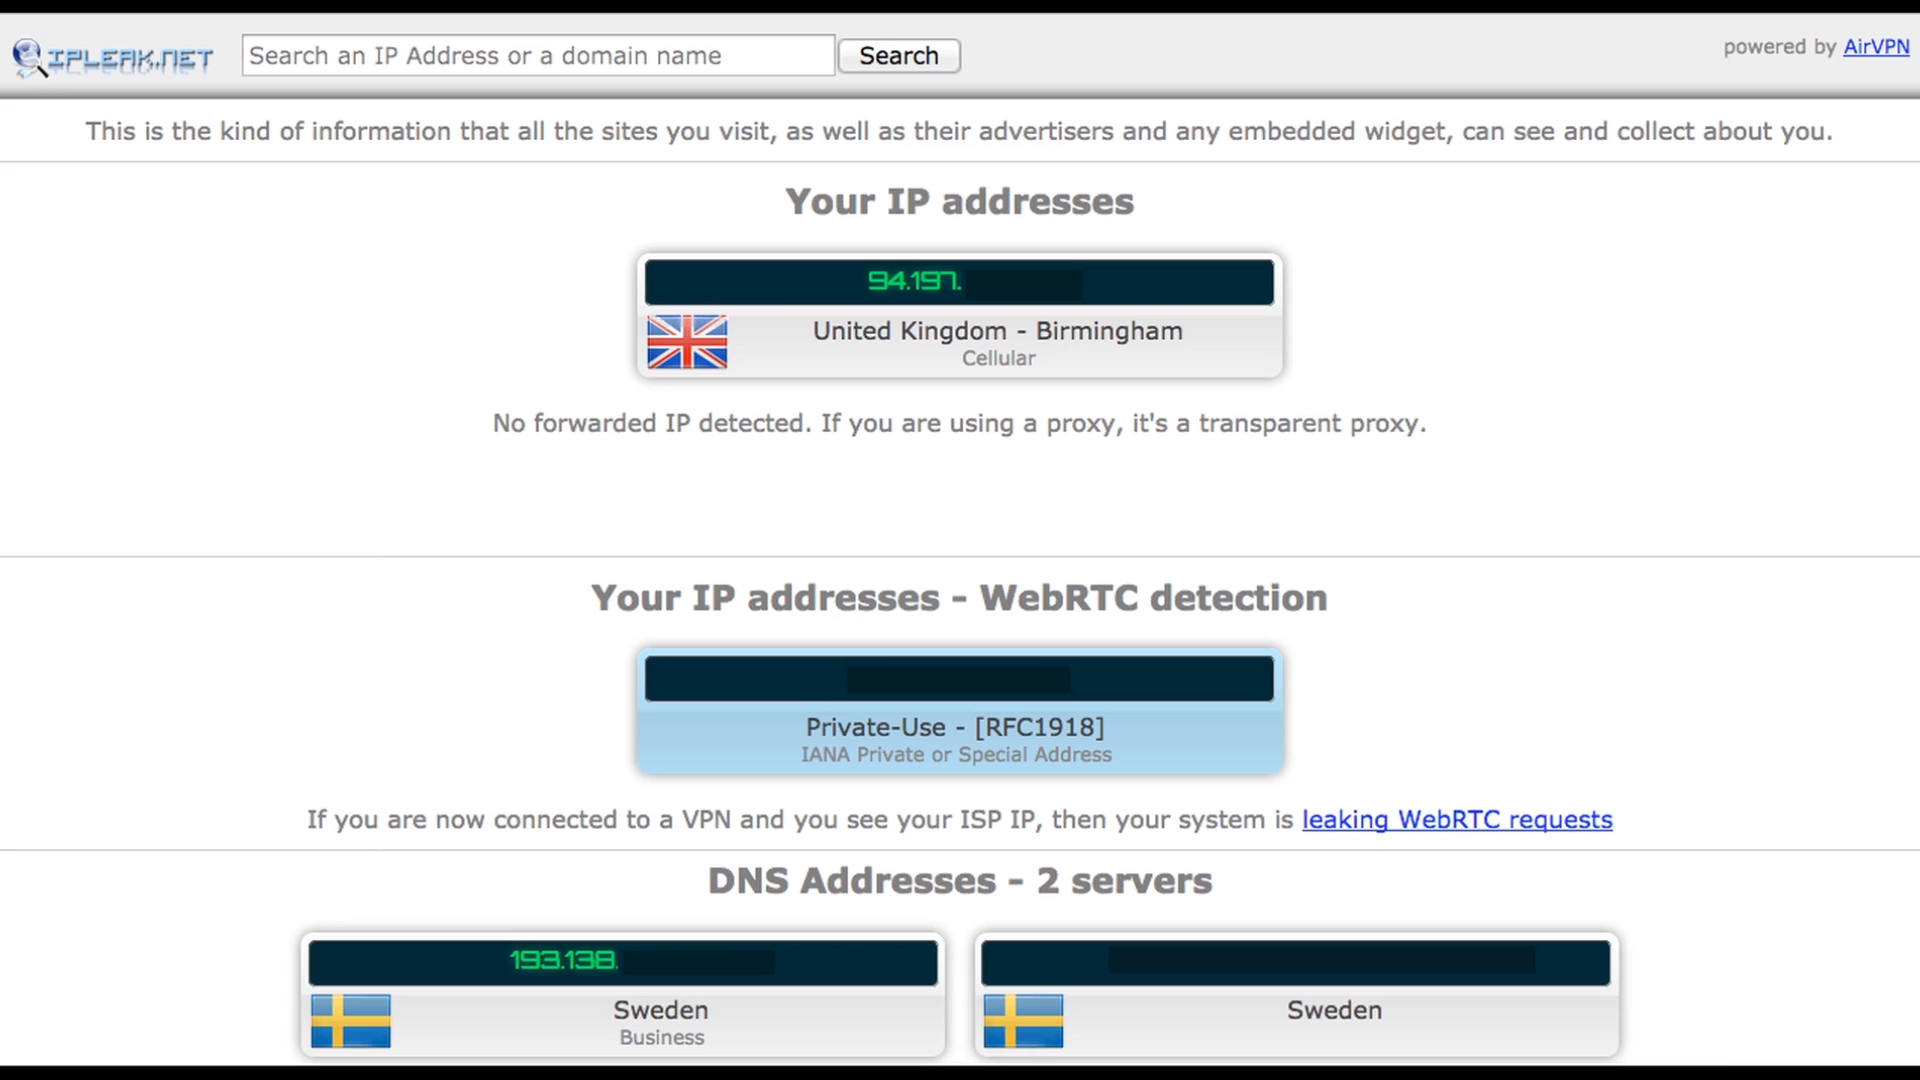 IPLEAK.NET
Search an IP Address or a domain name
Search
powered by AirVPN
This is the kind of information that all the sites you visit, as well as their advertisers and any embedded widget, can see and collect about you.
Your IP addresses
94.197.
United Kingdom - Birmingham
Cellular
No forwarded IP detected. If you are using a proxy, it's a transparent proxy.
Your IP addresses - WebRTC detection
Private-Use - [RFC1918]
IANA Private or Special Address
If you are now connected to a VPN and you see your ISP IP, then your system is leaking WebRTC requests
DNS Addresses - 2 servers
193.138.
Sweden
Business
Sweden